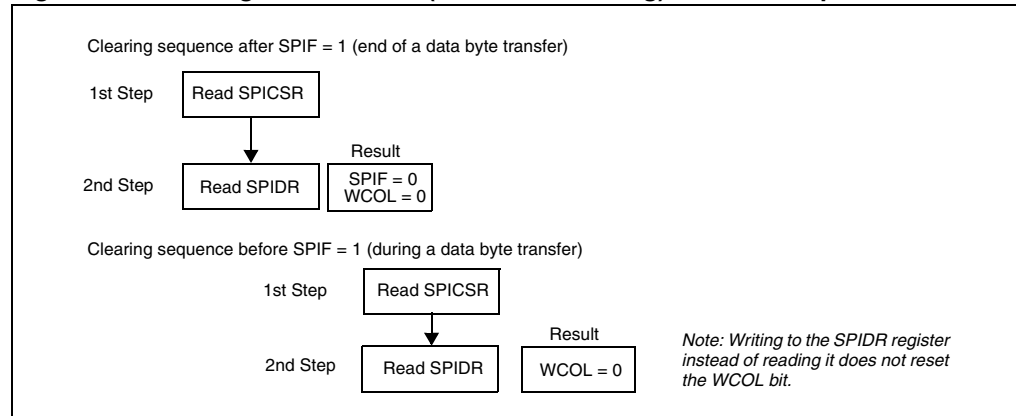 Clearing sequence after SPIF = 1 (end of a data byte transfer)
1st Step
Read SPICSR
Result
2nd Step
Read SPIDR
SPIF = 0
WCOL = 0
Clearing sequence before SPIF = 1 (during a data byte transfer)
1st Step
Read SPICSR
Result
2nd Step
Read SPIDR
WCOL = 0
Note: Writing to the SPIDR register
instead of reading it does not reset
the WCOL bit.